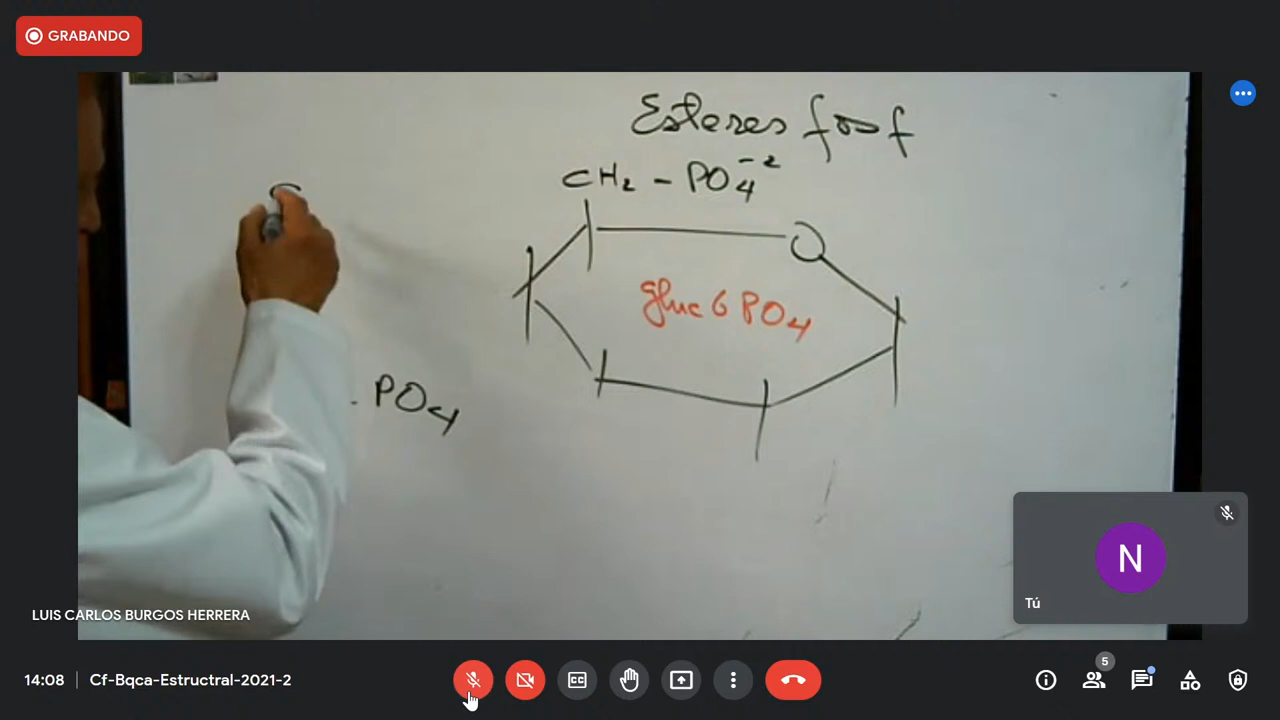 GRABANDO
Esteres fosf
CH2 - PO4 -2
O
gluc 6 PO4
. PO4
N
Tú
LUIS CARLOS BURGOS HERRERA
5
14:08 | Cf-Bqca-Estructral-2021-2